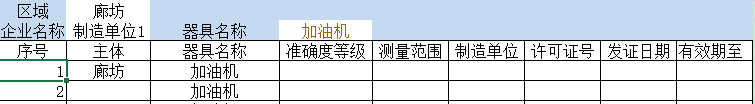 区域 廊坊
企业名称 制造单位1 器具名称 加油机
序号 主体 器具名称 准确度等级 测量范围 制造单位 许可证号 发证日期 有效期至
1 廊坊 加油机
2 加油机